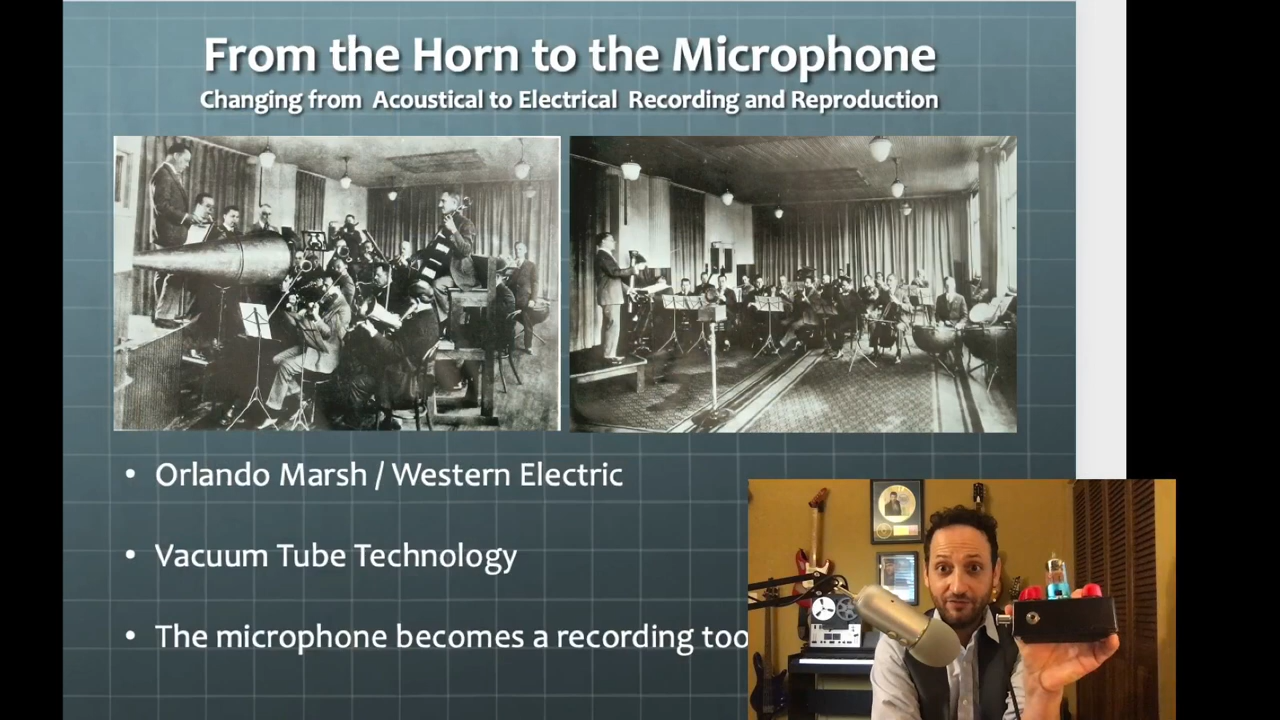 From the Horn to the Microphone
Changing from Acoustical to Electrical Recording and Reproduction
• Orlando Marsh / Western Electric
• Vacuum Tube Technology
• The microphone becomes a recording too